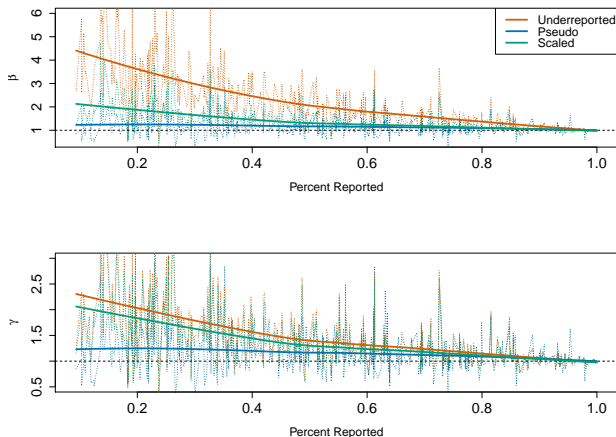 6
5
4
3
2
1
β
Underreported
Pseudo
Scaled
0.2 0.4 0.6 0.8 1.0
Percent Reported
2.5
1.5
0.5
γ
0.2 0.4 0.6 0.8 1.0
Percent Reported